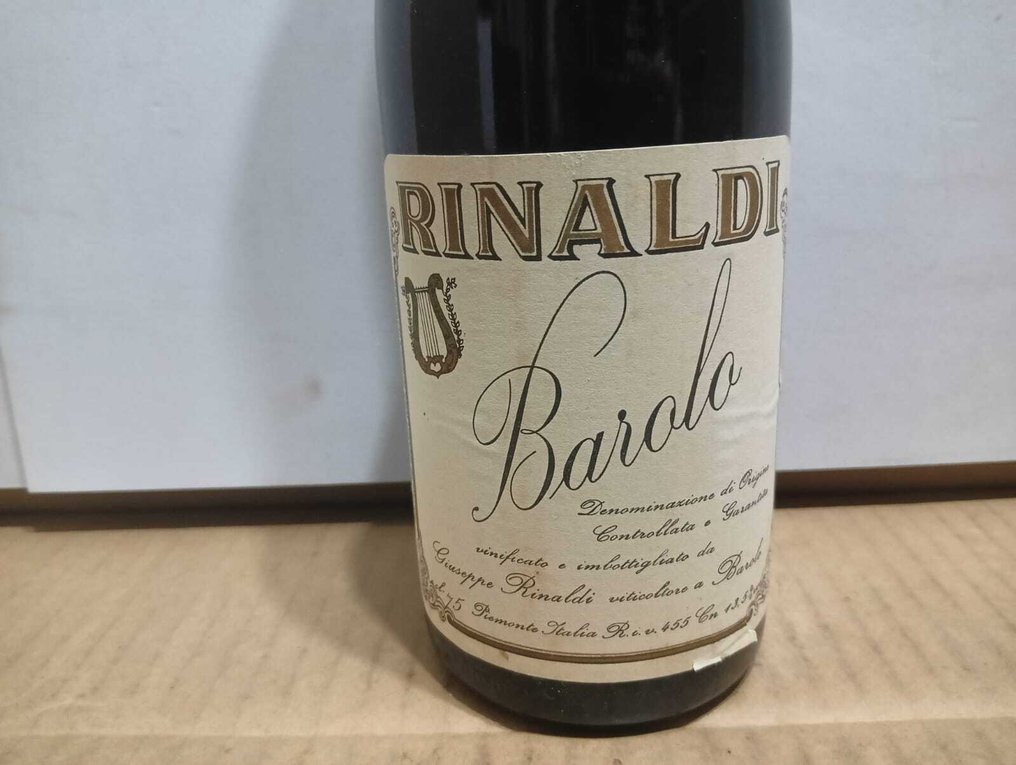 RINALDI
Barolo
Denominazione di Origine
Controllata e Garantita
vinificato e imbottigliato da
Giuseppe Rinaldi viticoltore a Barolo
75 Piemonte Italia R.i.v. 455 Cn